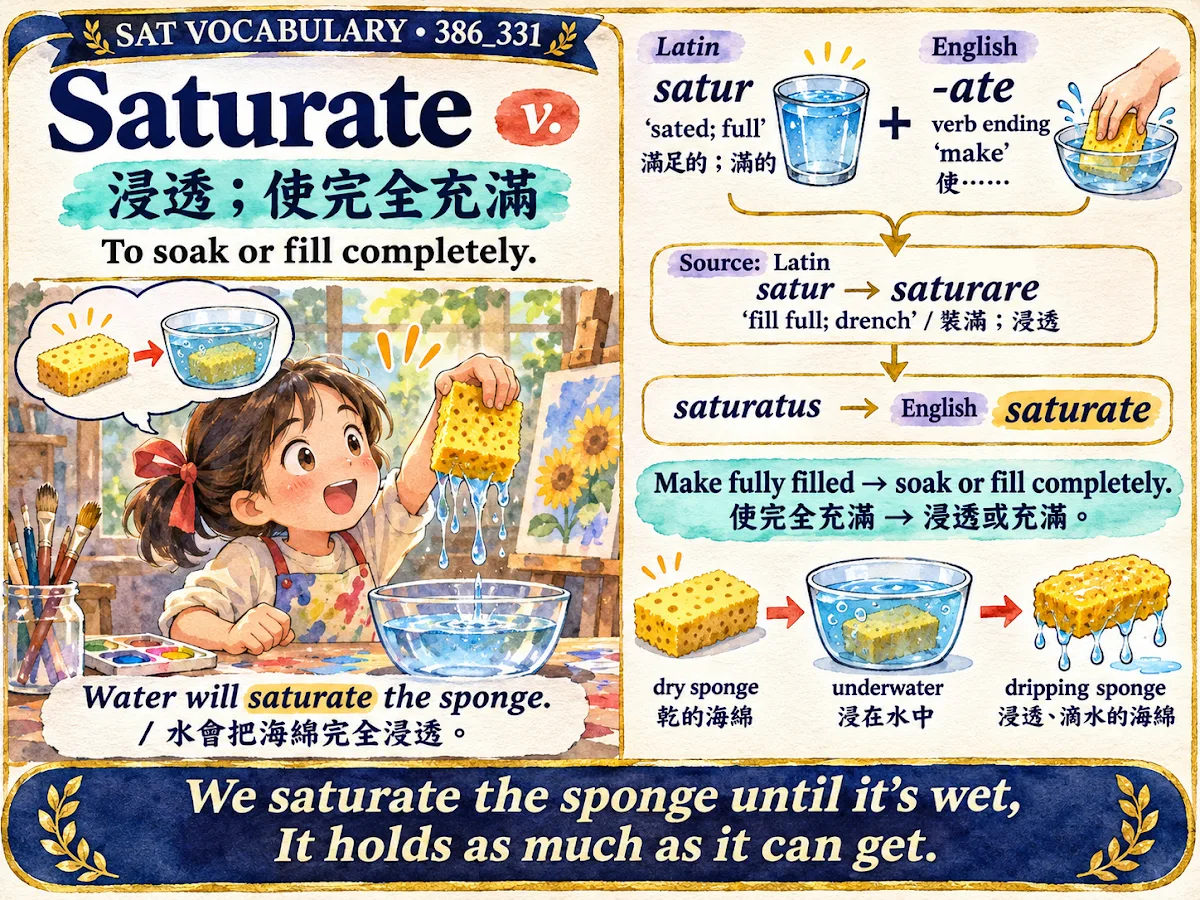 SAT VOCABULARY • 386_331
Saturate v.
浸透；使完全充滿
To soak or fill completely.
Water will saturate the sponge.
/ 水會把海綿完全浸透。
Latin
satur
‘sated; full’
滿足的；滿的
+
English
-ate
verb ending
‘make’
使……
Source: Latin
satur → saturare
‘fill full; drench’ / 裝滿；浸透
saturatus → English saturate
Make fully filled → soak or fill completely.
使完全充滿 → 浸透或充滿。
dry sponge
乾的海綿
underwater
浸在水中
dripping sponge
浸透、滴水的海綿
We saturate the sponge until it’s wet,
It holds as much as it can get.